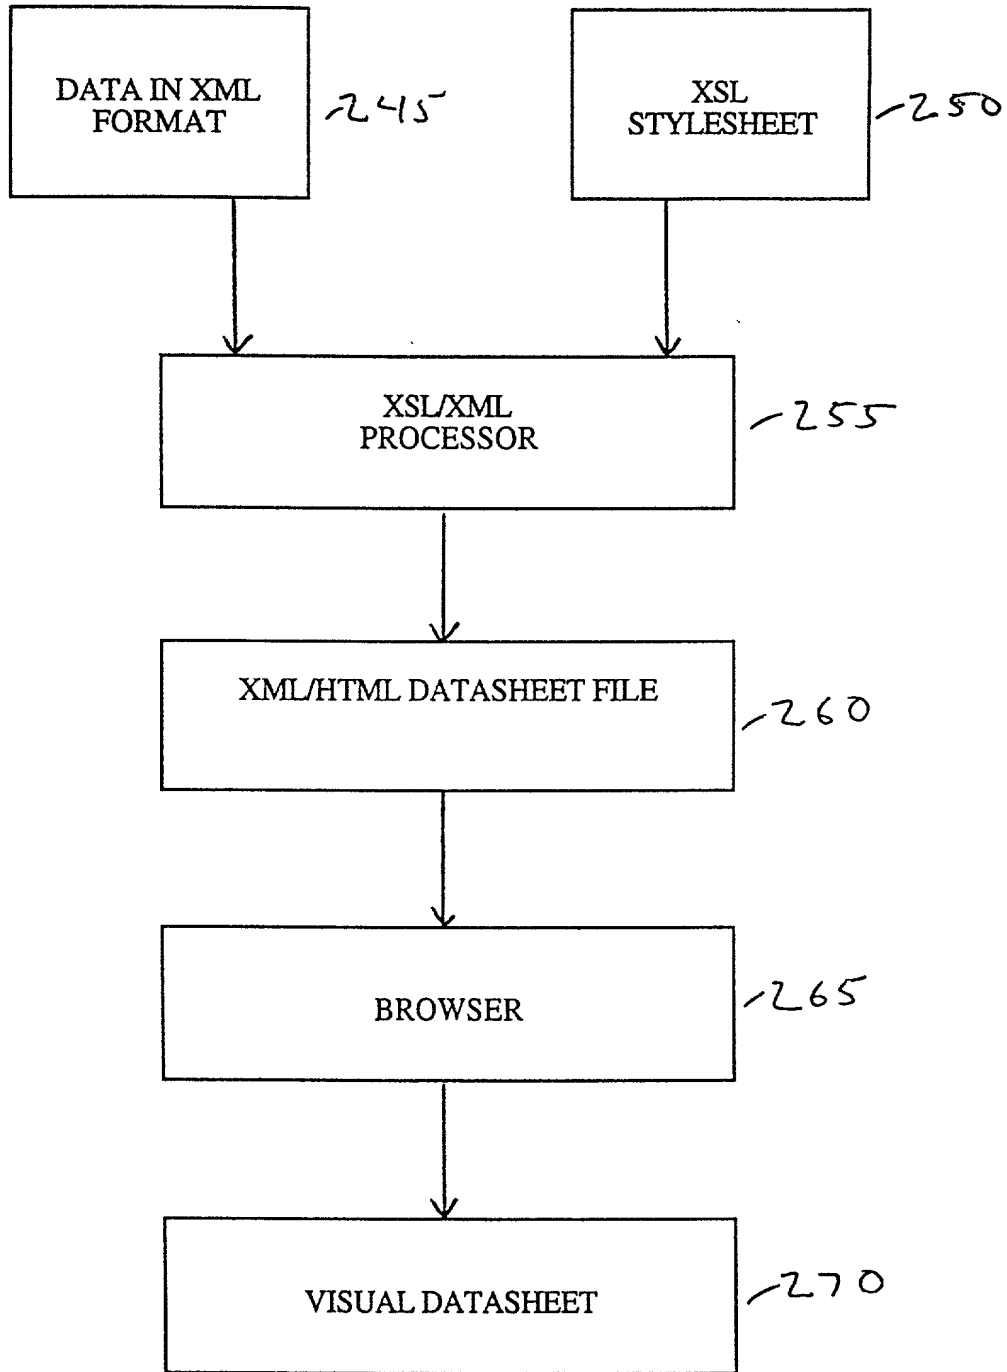 DATA IN XML
FORMAT
245
XSL
STYLESHEET
250
XSL/XML
PROCESSOR
255
XML/HTML DATASHEET FILE
260
BROWSER
265
VISUAL DATASHEET
270